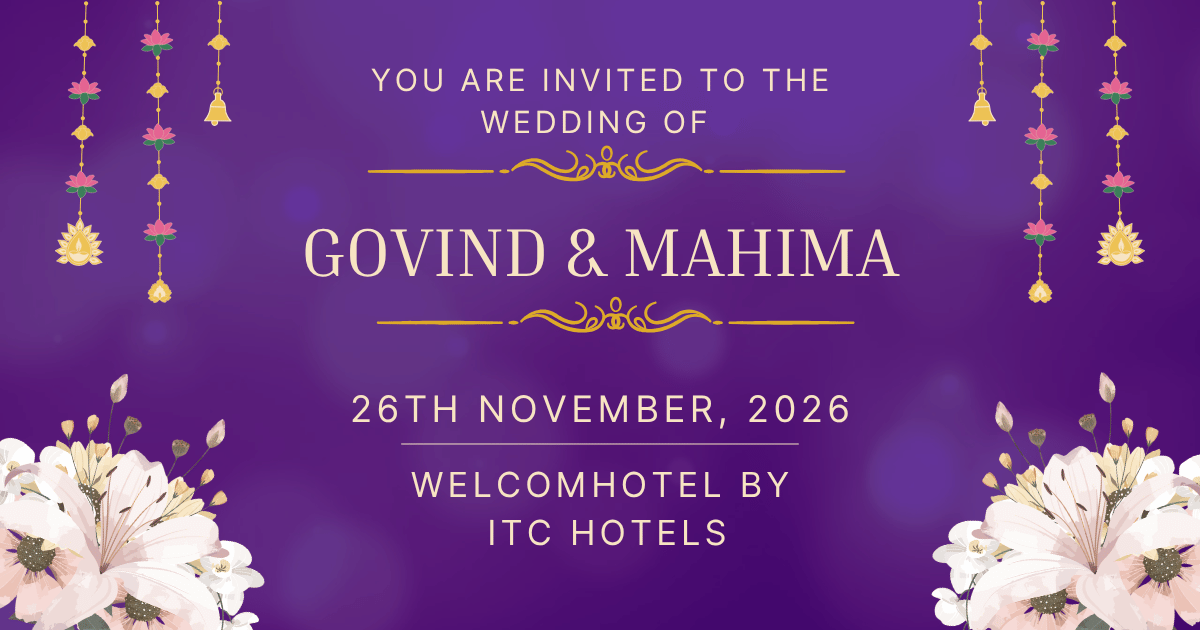 YOU ARE INVITED TO THE
WEDDING OF
GOVIND & MAHIMA
26TH NOVEMBER, 2026
WELCOMHOTEL BY
ITC HOTELS